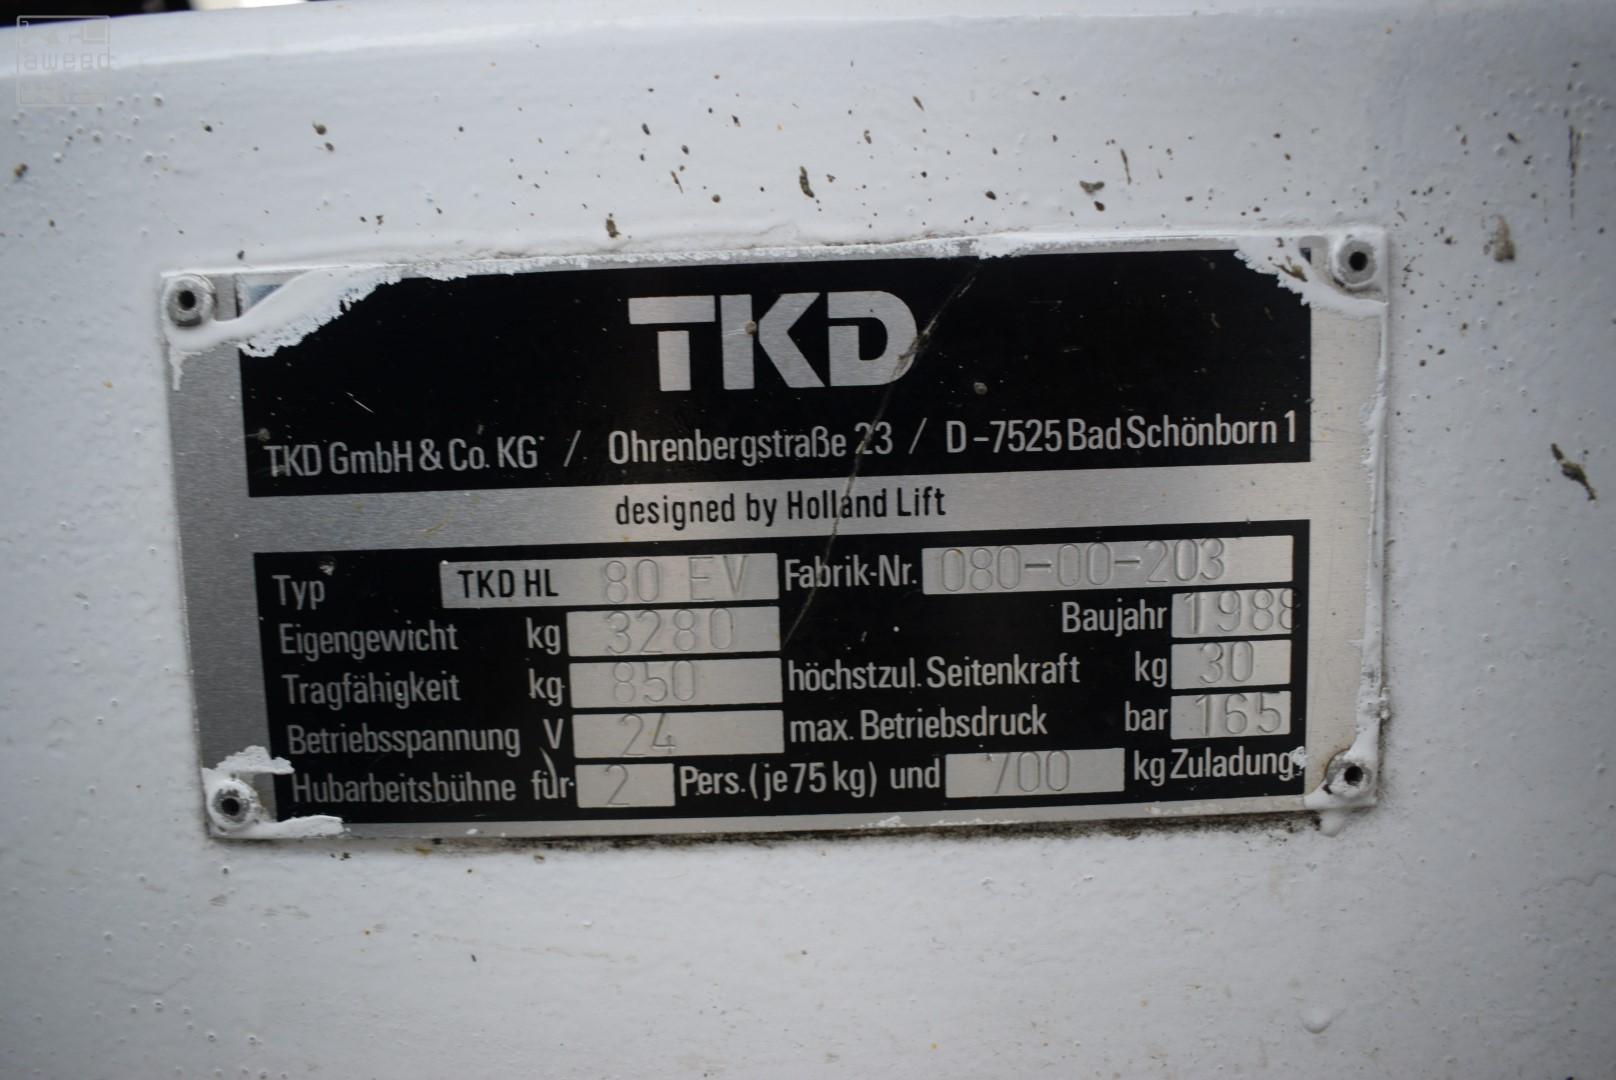 aweed
TKD
TKD GmbH & Co. KG / Ohrenbergstraße 23 / D-7525 Bad Schönborn 1
designed by Holland Lift
Typ TKD HL 80 EV Fabrik-Nr. 080-00-203
Baujahr 1988
Eigengewicht kg 3280
Tragfähigkeit kg 850 höchstzul. Seitenkraft kg 30
Betriebsspannung V 24 max. Betriebsdruck bar 165
Hubarbeitsbühne für 2 Pers. (je 75 kg) und 700 kg Zuladung